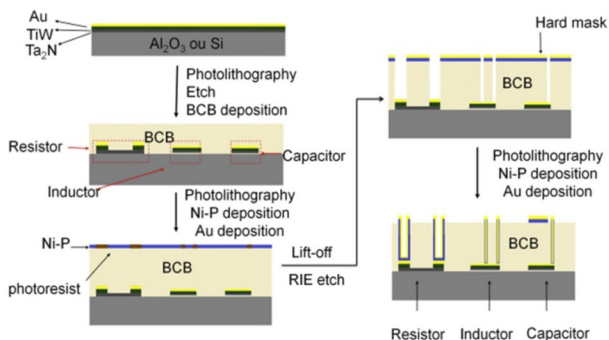 Au
TiW
Ta₂N
Al₂O₃ ou Si
Photolithography
Etch
BCB deposition
Resistor
BCB
Capacitor
Inductor
Photolithography
Ni-P deposition
Au deposition
Ni-P
photoresist
BCB
Lift-off
RIE etch
Hard mask
BCB
Photolithography
Ni-P deposition
Au deposition
BCB
Resistor Inductor Capacitor